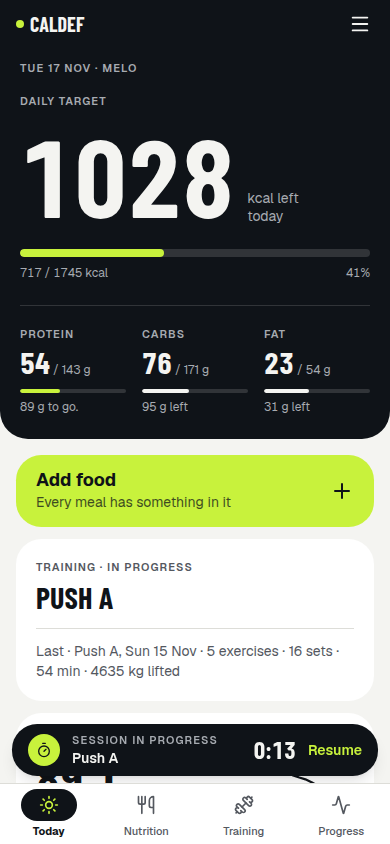 CALDEF
TUE 17 NOV · MELO
DAILY TARGET
1028 kcal left today
717 / 1745 kcal 41%
PROTEIN CARBS FAT
54 / 143 g 76 / 171 g 23 / 54 g
89 g to go. 95 g left 31 g left
Add food
Every meal has something in it
TRAINING · IN PROGRESS
PUSH A
Last · Push A, Sun 15 Nov · 5 exercises · 16 sets ·
54 min · 4635 kg lifted
SESSION IN PROGRESS
Push A 0:13 Resume
Today Nutrition Training Progress